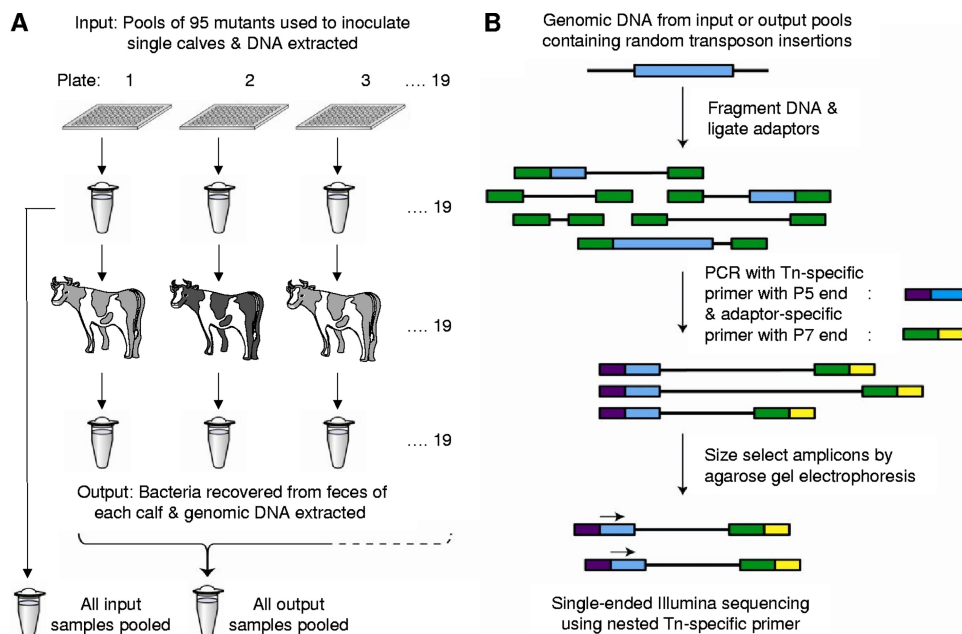 A
Input: Pools of 95 mutants used to inoculate
single calves & DNA extracted
Plate: 1 2 3 .... 19
.... 19
.... 19
.... 19
Output: Bacteria recovered from feces of
each calf & genomic DNA extracted
All input
samples pooled
All output
samples pooled
B
Genomic DNA from input or output pools
containing random transposon insertions
Fragment DNA &
ligate adaptors
PCR with Tn-specific
primer with P5 end :
& adaptor-specific
primer with P7 end :
Size select amplicons by
agarose gel electrophoresis
Single-ended Illumina sequencing
using nested Tn-specific primer